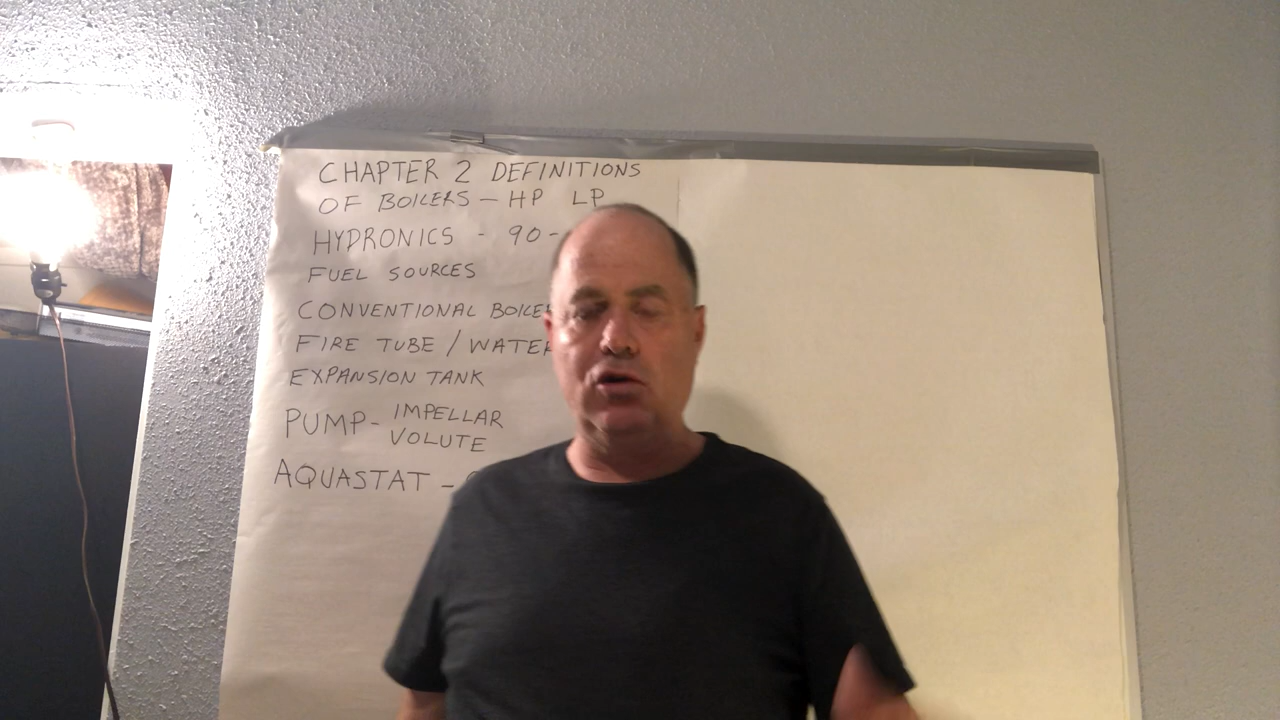 CHAPTER 2 DEFINITIONS
OF BOILERS - HP LP
HYDRONICS - 90-
FUEL SOURCES
CONVENTIONAL
FIRE TUBE / WATER
EXPANSION TANK
PUMP- IMPELLAR
VOLUTE
AQUASTAT -